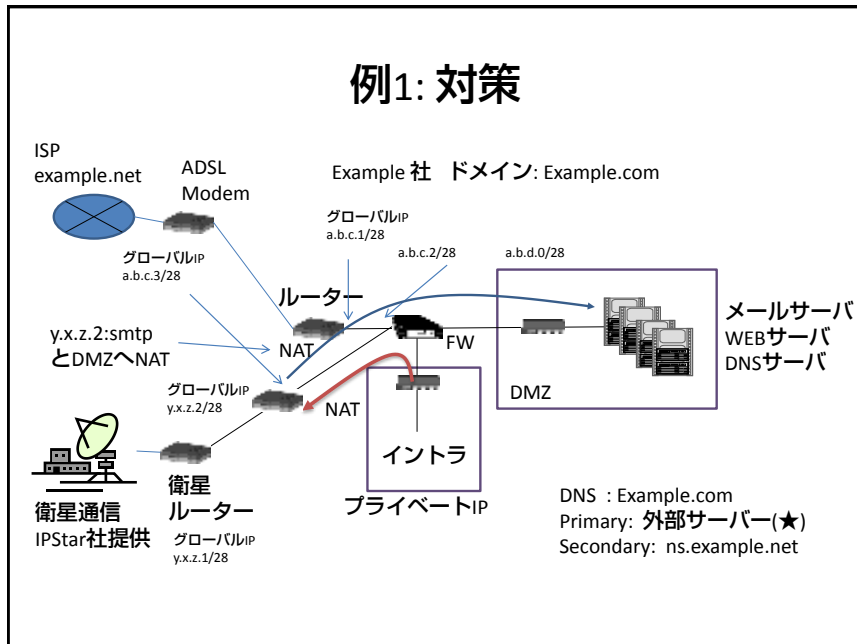 例1: 対策
ISP
example.net
ADSL
Modem
Example 社 ドメイン: Example.com
グローバルIP
a.b.c.3/28
グローバルIP
a.b.c.1/28
a.b.c.2/28
a.b.d.0/28
ルーター
y.x.z.2:smtp
とDMZへNAT
NAT
FW
メールサーバ
WEBサーバ
DNSサーバ
グローバルIP
y.x.z.2/28
NAT
DMZ
イントラ
プライベートIP
衛星通信
IPStar社提供
衛星
ルーター
グローバルIP
y.x.z.1/28
DNS : Example.com
Primary: 外部サーバー(★)
Secondary: ns.example.net